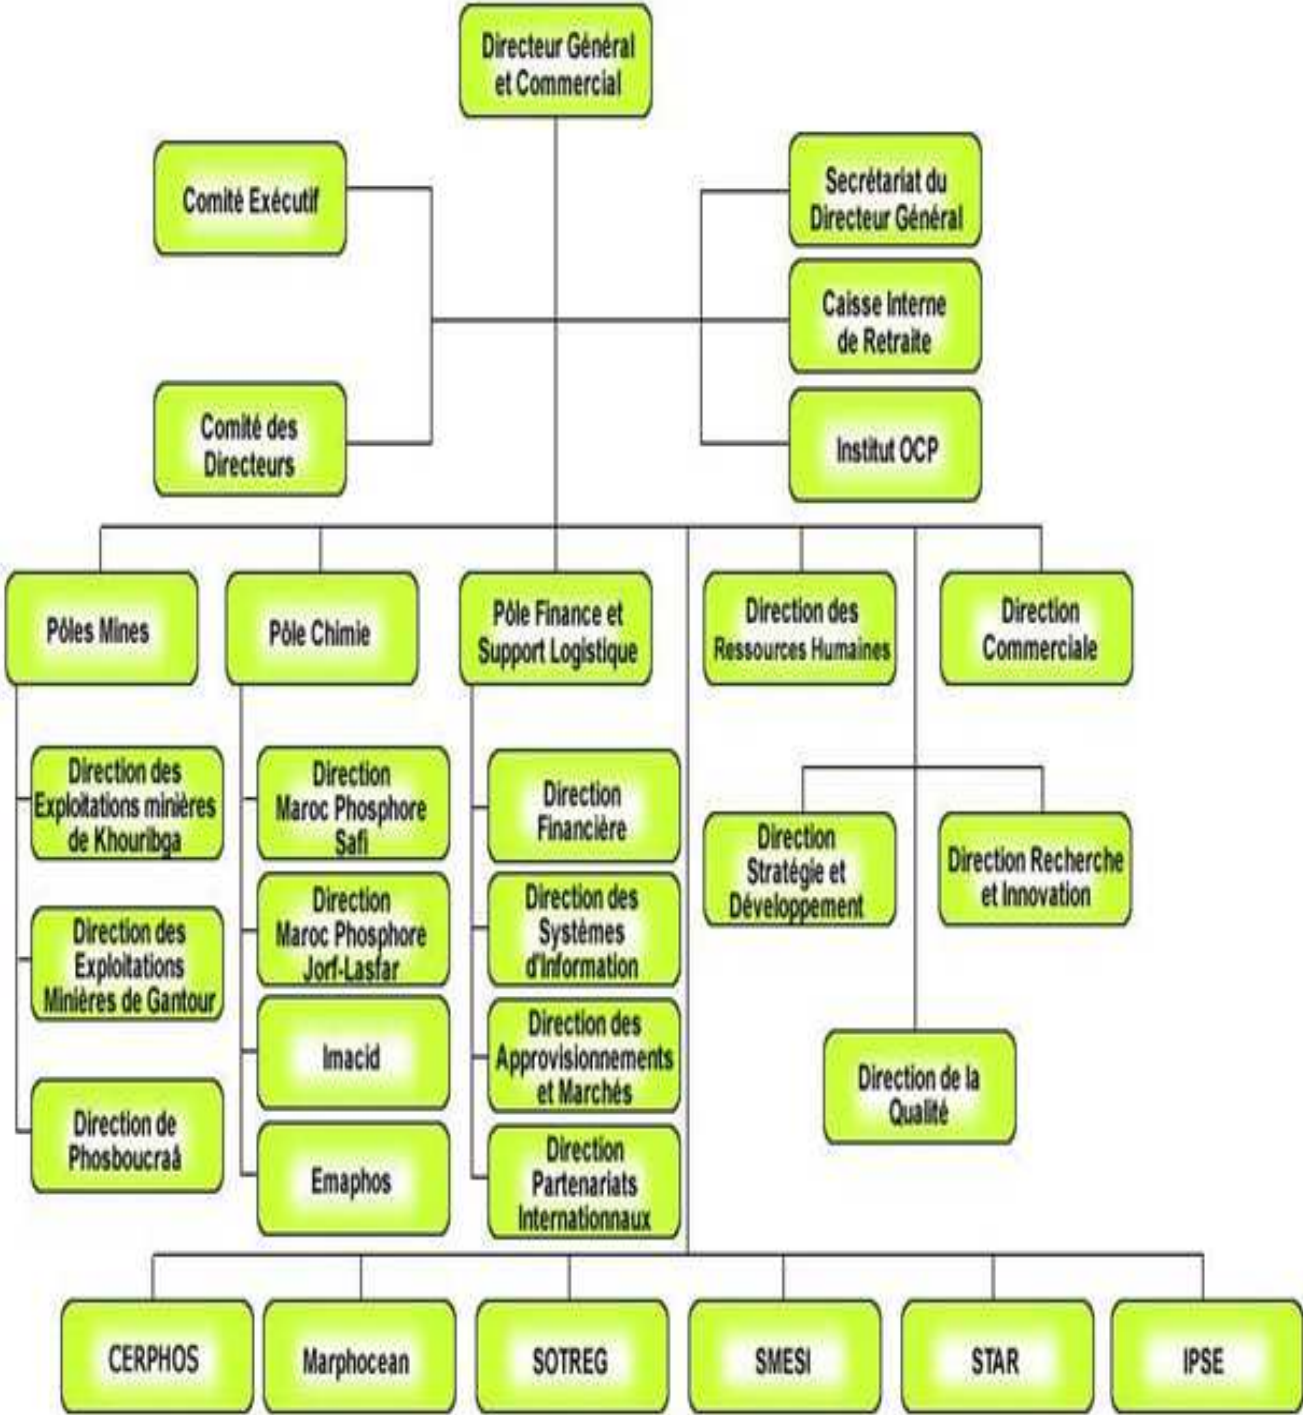 Directeur Général
et Commercial
Comité Exécutif
Secrétariat du
Directeur Général
Caisse Interne
de Retraite
Comité des
Directeurs
Institut OCP
Pôles Mines
Pôle Chimie
Pôle Finance et
Support Logistique
Direction des
Ressources Humaines
Direction
Commerciale
Direction des
Exploitations minières
de Khouribga
Direction
Maroc Phosphore
Safi
Direction
Financière
Direction
Stratégie et
Développement
Direction Recherche
et Innovation
Direction des
Exploitations
Minières de Gantour
Direction
Maroc Phosphore
Jorf-Lasfar
Direction des
Systèmes
d'Information
Imacid
Direction des
Approvisionnements
et Marchés
Direction de la
Qualité
Direction de
Phosboucraâ
Emaphos
Direction
Partenariats
Internationnaux
CERPHOS
Marphocean
SOTREG
SMESI
STAR
IPSE